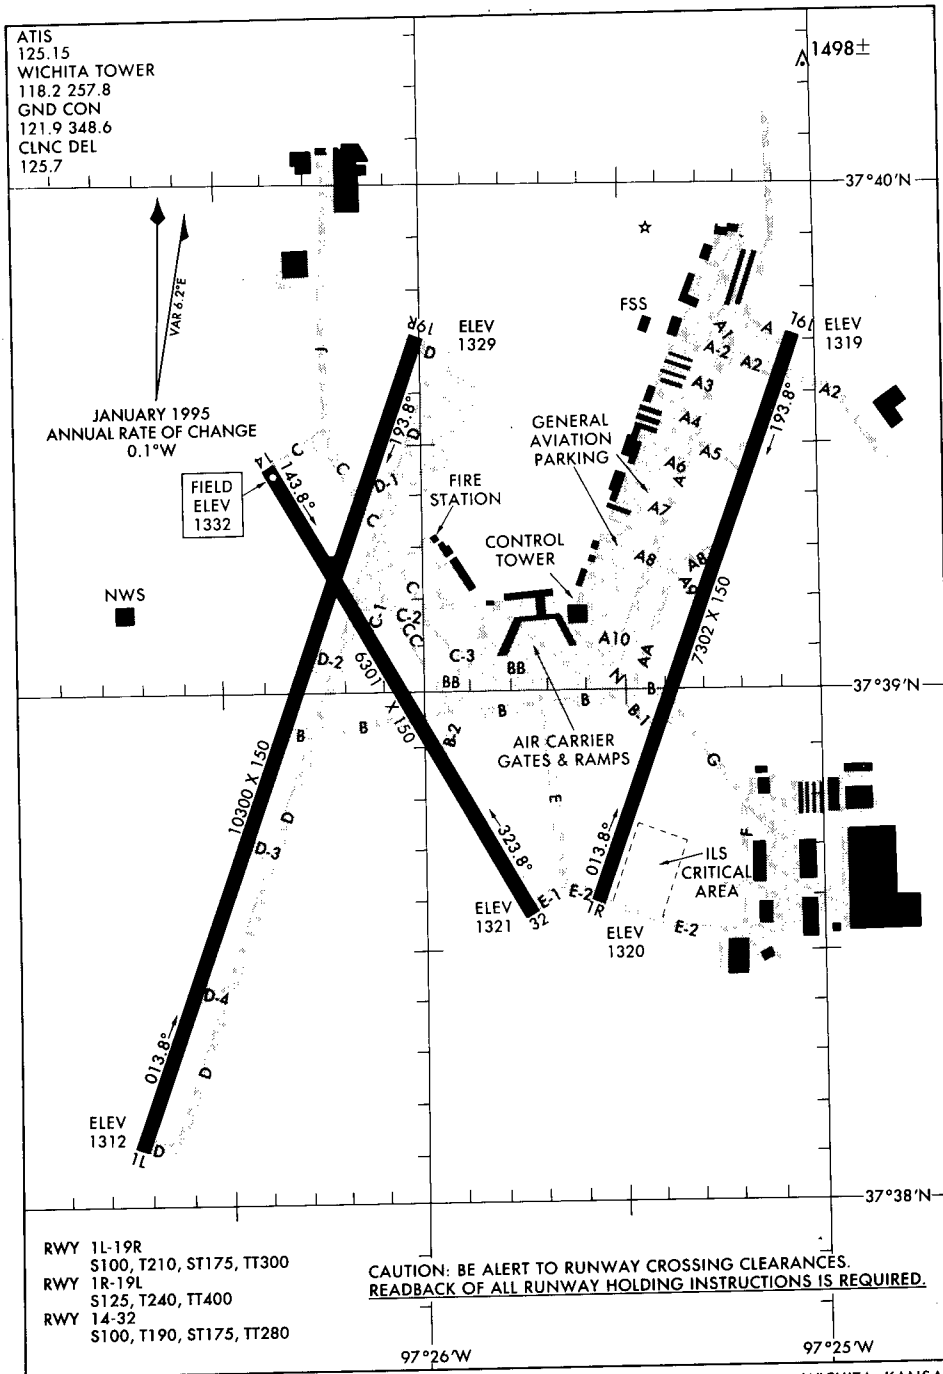 ATIS
125.15
WICHITA TOWER
118.2 257.8
GND CON
121.9 348.6
CLNC DEL
125.7
1498±
37°40'N
VAR 6.2°E
JANUARY 1995
ANNUAL RATE OF CHANGE
0.1°W
J
19R
D
ELEV
1329
FSS
A1
A
19L
ELEV
1319
A-2
A2
A2
A3
193.8°
D
193.8°
GENERAL
AVIATION
PARKING
A4
A5
C
C
14
143.8°
D-1
FIELD
ELEV
1332
FIRE
STATION
A6
A
A7
C
CONTROL
TOWER
A8
A8
A9
NWS
C
C-1
C-2
CCC
7302 X 150
A10
AA
D-2
6301 X 150
C-3
BB
BB
N
B
37°39'N
B
B
B-1
B
B
B-2
AIR CARRIER
GATES & RAMPS
G
10300 X 150
D
E
F
D-3
013.8°
323.8°
ILS
CRITICAL
AREA
ELEV
1321
E-1
32
E-2
1R
ELEV
1320
E-2
D-4
013.8°
D
ELEV
1312
1L
D
37°38'N
RWY 1L-19R
S100, T210, ST175, TT300
RWY 1R-19L
S125, T240, TT400
RWY 14-32
S100, T190, ST175, TT280
CAUTION: BE ALERT TO RUNWAY CROSSING CLEARANCES.
READBACK OF ALL RUNWAY HOLDING INSTRUCTIONS IS REQUIRED.
97°26'W
97°25'W
WICHITA, KANSA